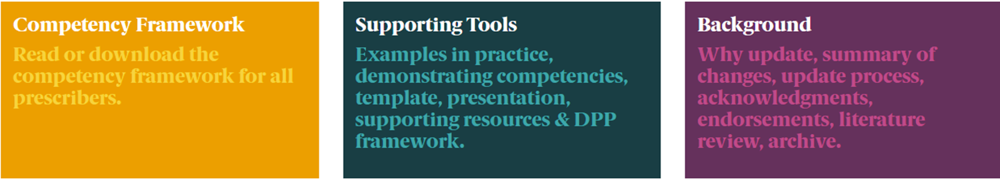 Competency Framework
Read or download the
competency framework for all
prescribers.
Supporting Tools
Examples in practice,
demonstrating competencies,
template, presentation,
supporting resources & DPP
framework.
Background
Why update, summary of
changes, update process,
acknowledgments,
endorsements, literature
review, archive.